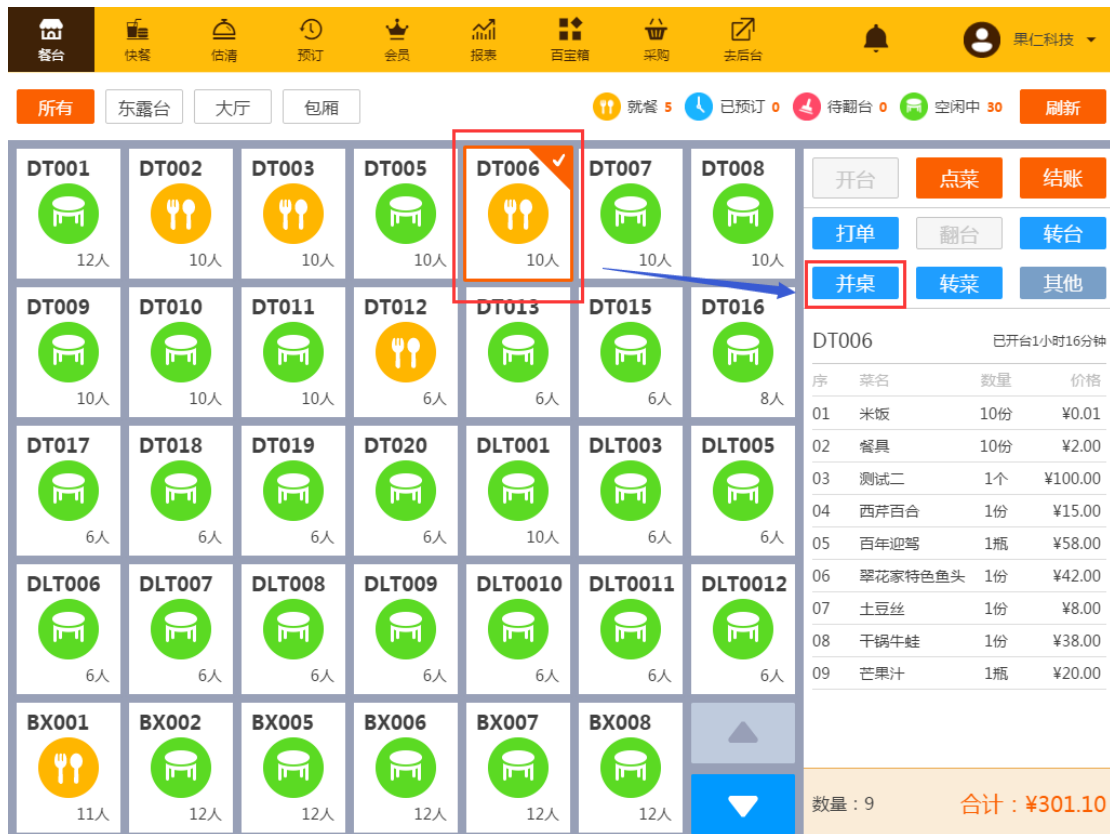 餐台 快餐 估清 预订 会员 报表 百宝箱 采购 去后台 果仁科技
所有 东露台 大厅 包厢 就餐 5 已预订 0 待翻台 0 空闲中 30 刷新
DT001 DT002 DT003 DT005 DT006 DT007 DT008
12人 10人 10人 10人 10人 10人 10人
DT009 DT010 DT011 DT012 DT013 DT015 DT016
10人 10人 10人 6人 6人 6人 8人
DT017 DT018 DT019 DT020 DLT001 DLT003 DLT005
6人 6人 6人 6人 10人 6人 6人
DLT006 DLT007 DLT008 DLT009 DLT0010 DLT0011 DLT0012
6人 6人 6人 6人 6人 6人 6人
BX001 BX002 BX005 BX006 BX007 BX008
11人 12人 12人 12人 12人 12人
开台 点菜 结账
打单 翻台 转台
并桌 转菜 其他
DT006 已开台1小时16分钟
序 菜名 数量 价格
01 米饭 10份 ¥0.01
02 餐具 10份 ¥2.00
03 测试二 1个 ¥100.00
04 西芹百合 1份 ¥15.00
05 百年迎驾 1瓶 ¥58.00
06 翠花家特色鱼头 1份 ¥42.00
07 土豆丝 1份 ¥8.00
08 干锅牛蛙 1份 ¥38.00
09 芒果汁 1瓶 ¥20.00
数量：9 合计：¥301.10